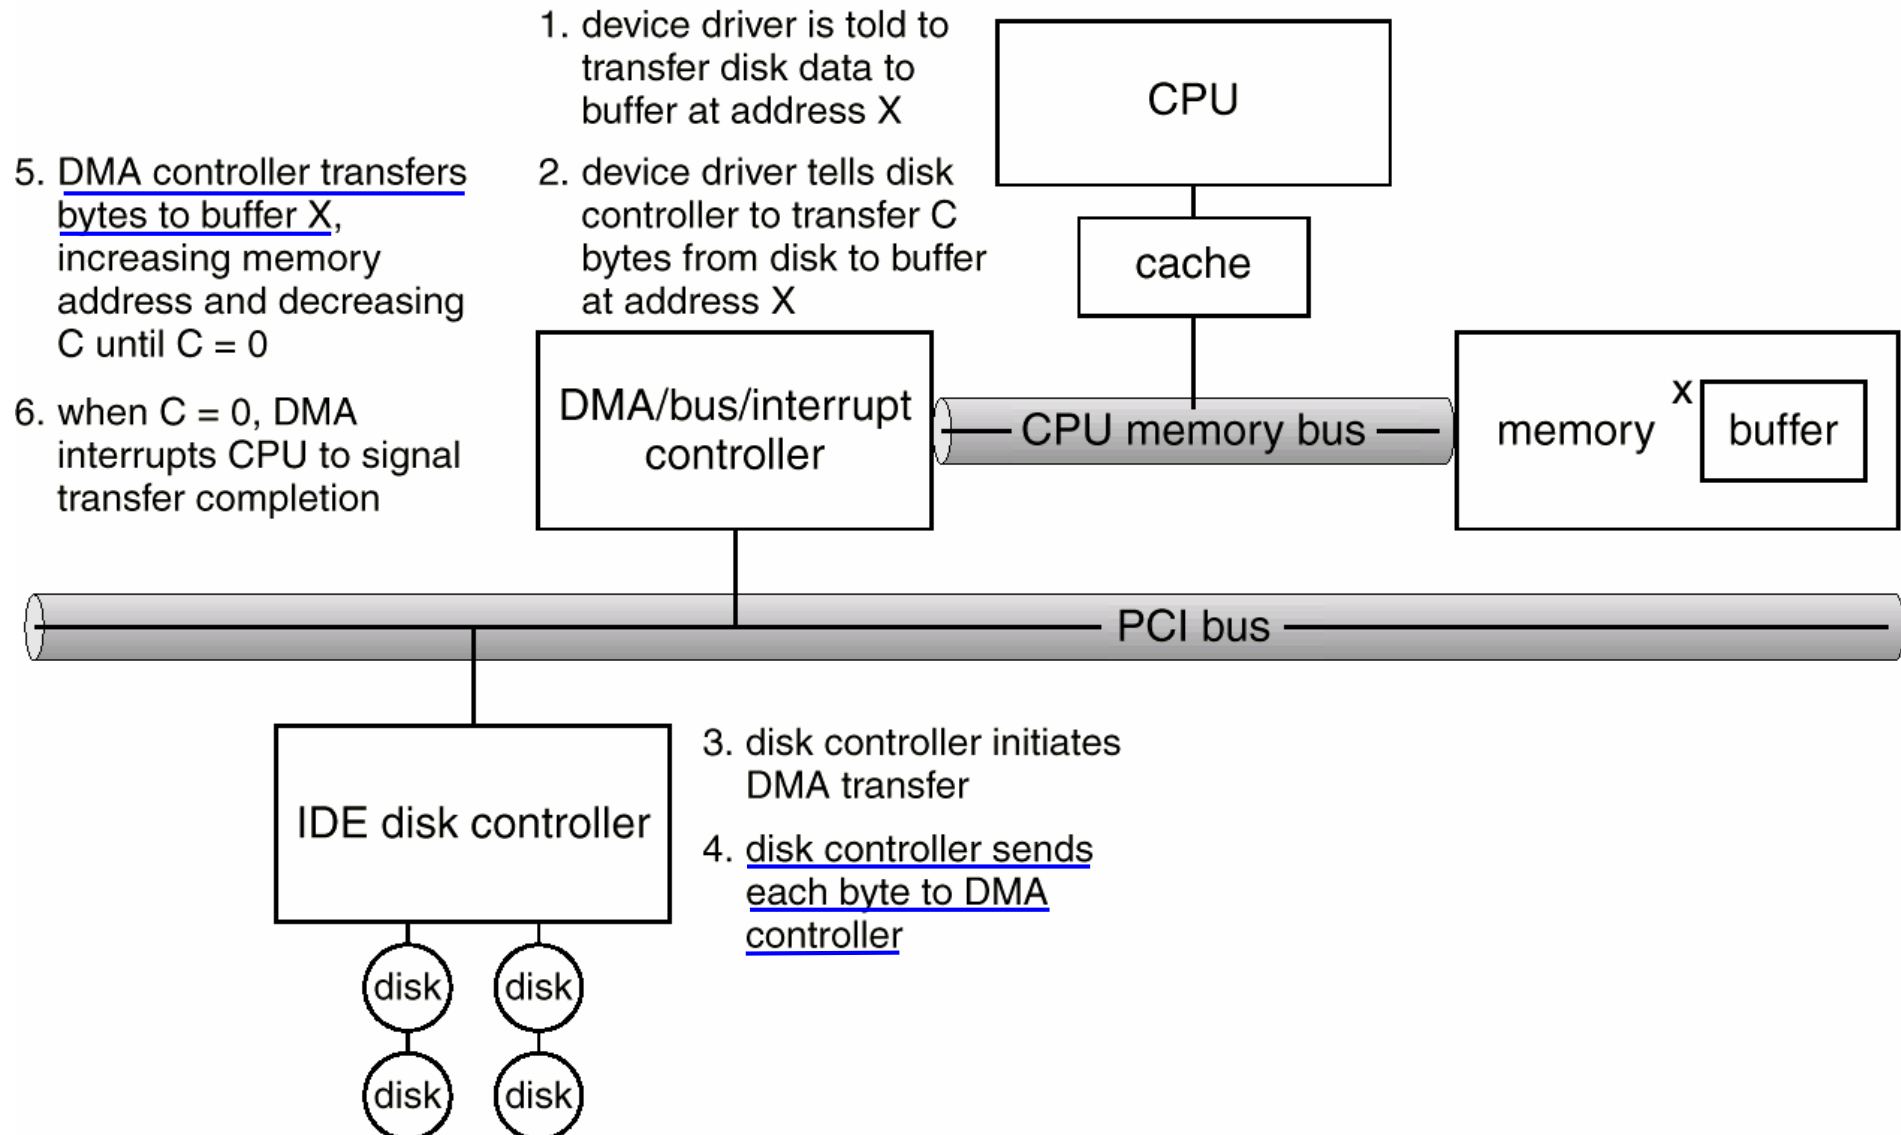 1. device driver is told to
transfer disk data to
buffer at address X
CPU
5. DMA controller transfers
bytes to buffer X,
increasing memory
address and decreasing
C until C = 0
2. device driver tells disk
controller to transfer C
bytes from disk to buffer
at address X
cache
6. when C = 0, DMA
interrupts CPU to signal
transfer completion
DMA/bus/interrupt
controller
CPU memory bus
memory
x
buffer
PCI bus
IDE disk controller
3. disk controller initiates
DMA transfer
4. disk controller sends
each byte to DMA
controller
disk
disk
disk
disk